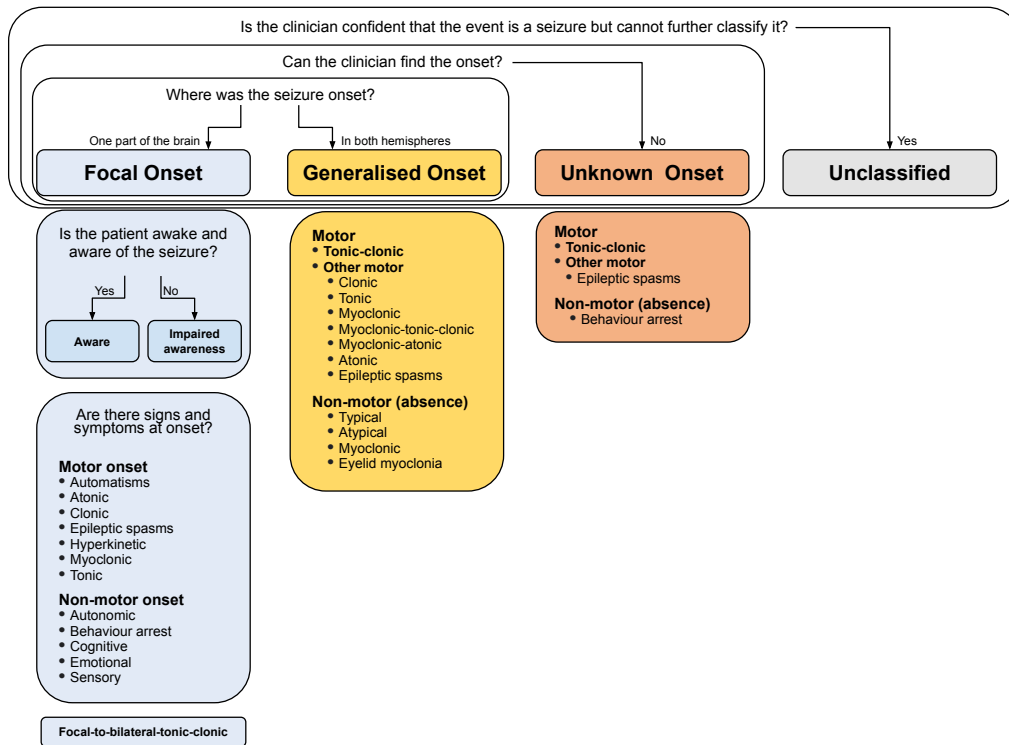 Is the clinician confident that the event is a seizure but cannot further classify it?
Can the clinician find the onset?
Where was the seizure onset?
One part of the brain
In both hemispheres
No
Yes
Focal Onset
Generalised Onset
Unknown Onset
Unclassified
Is the patient awake and
aware of the seizure?
Yes
No
Aware
Impaired
awareness
Are there signs and
symptoms at onset?
Motor onset
• Automatisms
• Atonic
• Clonic
• Epileptic spasms
• Hyperkinetic
• Myoclonic
• Tonic
Non-motor onset
• Autonomic
• Behaviour arrest
• Cognitive
• Emotional
• Sensory
Focal-to-bilateral-tonic-clonic
Motor
• Tonic-clonic
• Other motor
• Clonic
• Tonic
• Myoclonic
• Myoclonic-tonic-clonic
• Myoclonic-atonic
• Atonic
• Epileptic spasms
Non-motor (absence)
• Typical
• Atypical
• Myoclonic
• Eyelid myoclonia
Motor
• Tonic-clonic
• Other motor
• Epileptic spasms
Non-motor (absence)
• Behaviour arrest